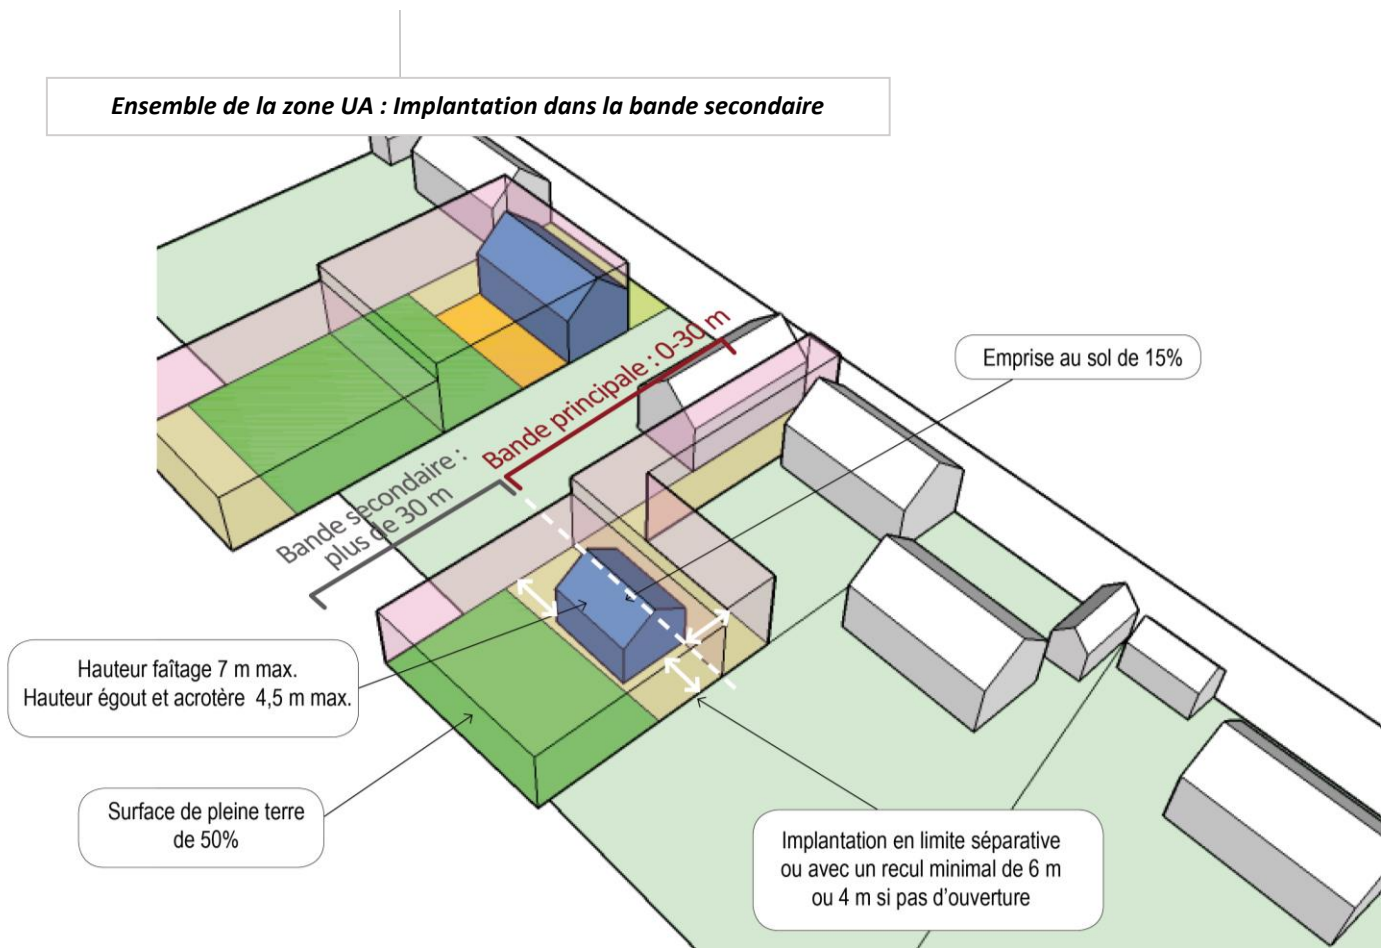 Ensemble de la zone UA : Implantation dans la bande secondaire
Bande principale : 0-30 m
Emprise au sol de 15%
Bande secondaire :
plus de 30 m
Hauteur faîtage 7 m max.
Hauteur égout et acrotère 4,5 m max.
Surface de pleine terre
de 50%
Implantation en limite séparative
ou avec un recul minimal de 6 m
ou 4 m si pas d'ouverture